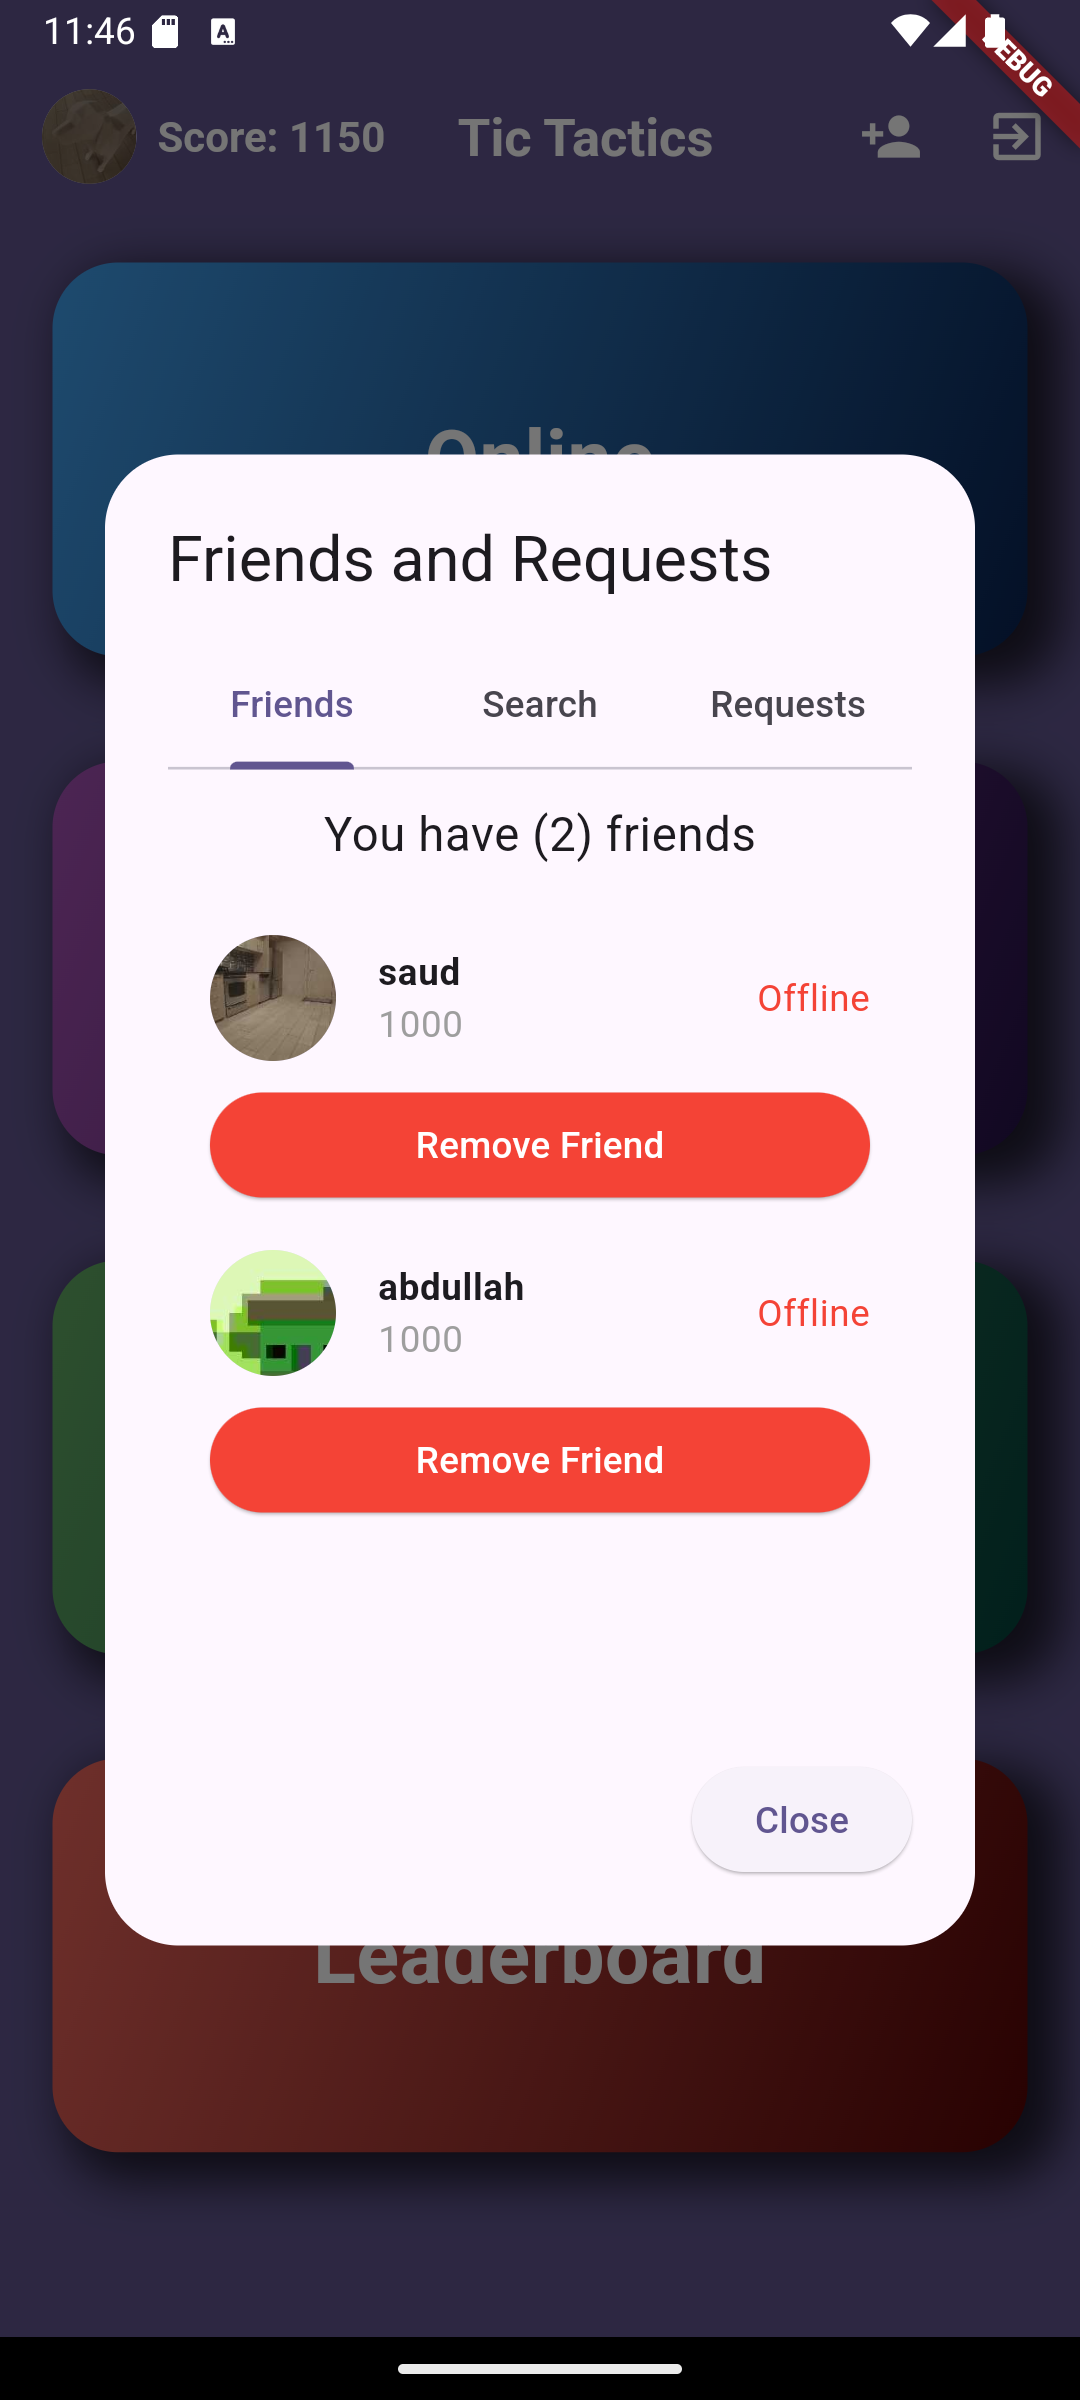 11:46
DEBUG
Score: 1150 Tic Tactics
Online
Friends and Requests
Friends Search Requests
You have (2) friends
saud
1000
Offline
Remove Friend
abdullah
1000
Offline
Remove Friend
Close
Leaderboard